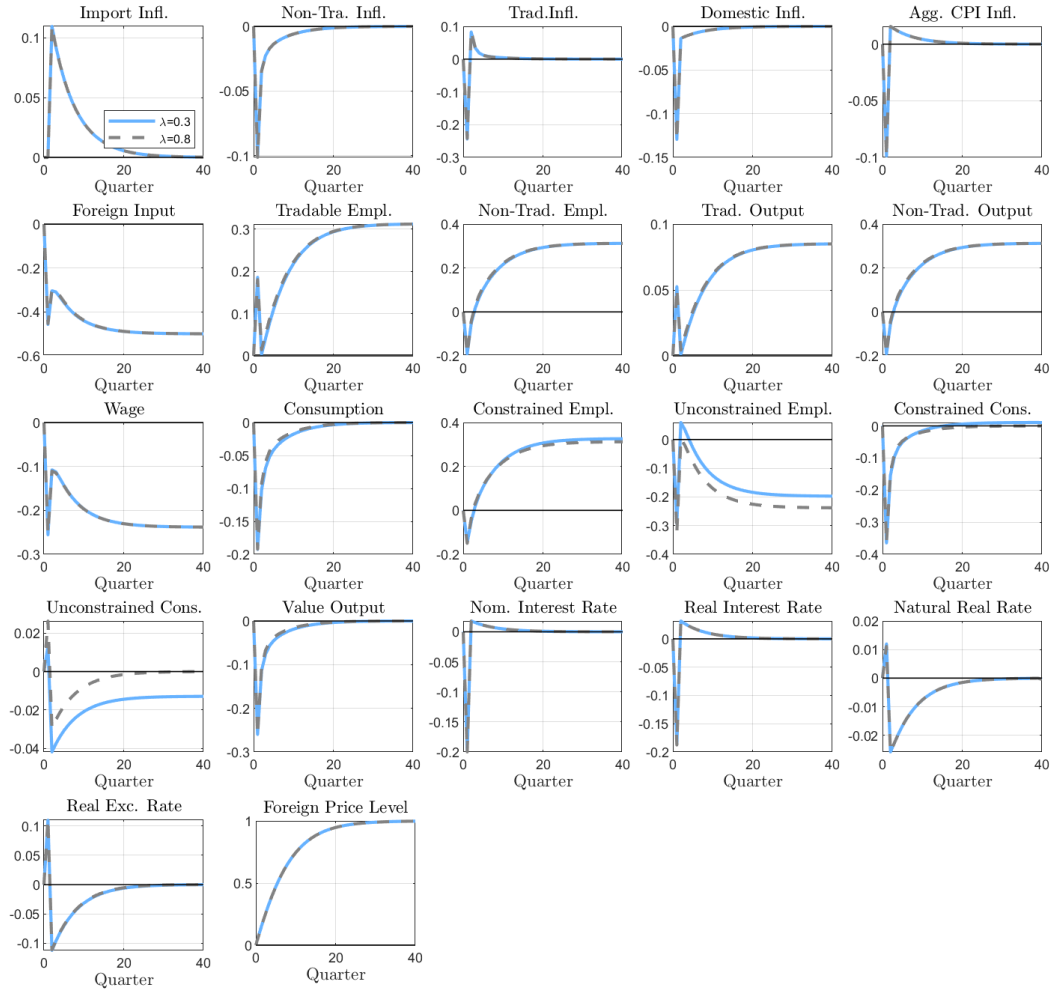 Import Infl.
0.1
0.05
0
λ=0.3
λ=0.8
0 20 40
Quarter
Non-Tra. Infl.
0
-0.05
-0.1
0 20 40
Quarter
Trad.Infl.
0.1
0
-0.1
0.2
0.3
0 20 40
Quarter
Domestic Infl.
0
-0.05
-0.10
0.15
0 20 40
Quarter
Agg. CPI Infl.
0
-0.05
-0.1
0 20 40
Quarter
Foreign Input
0
-0.2
-0.4
-0.6
0 20 40
Quarter
Tradable Empl.
0.3
0.2
0.1
0
0 20 40
Quarter
Non-Trad. Empl.
0.4
0.2
0
-0.2
0 20 40
Quarter
Trad. Output
0.1
0.05
0
0 20 40
Quarter
Non-Trad. Output
0.4
0.2
0
-0.2
0 20 40
Quarter
Wage
0
-0.1
-0.2
-0.3
0 20 40
Quarter
Consumption
0
-0.05
-0.1
-0.15
0.2
0 20 40
Quarter
Constrained Empl.
0.4
0.2
0
-0.2
0 20 40
Quarter
Unconstrained Empl.
0
-0.1
-0.2
-0.3
-0.4
0 20 40
Quarter
Constrained Cons.
0
-0.1
-0.2
-0.3
-0.4
0 20 40
Quarter
Unconstrained Cons.
0.02
0
-0.02
-0.04
0 20 40
Quarter
Value Output
0
-0.1
-0.2
-0.3
0 20 40
Quarter
Nom. Interest Rate
0
-0.05
-0.1
-0.15
-0.2
0 20 40
Quarter
Real Interest Rate
0
-0.05
-0.1
-0.15
-0.2
0 20 40
Quarter
Natural Real Rate
0.02
0.01
0
-0.01
-0.02
0 20 40
Quarter
Real Exc. Rate
0.1
0.05
0
-0.05
-0.1
0 20 40
Quarter
Foreign Price Level
1
0.5
0
0 20 40
Quarter